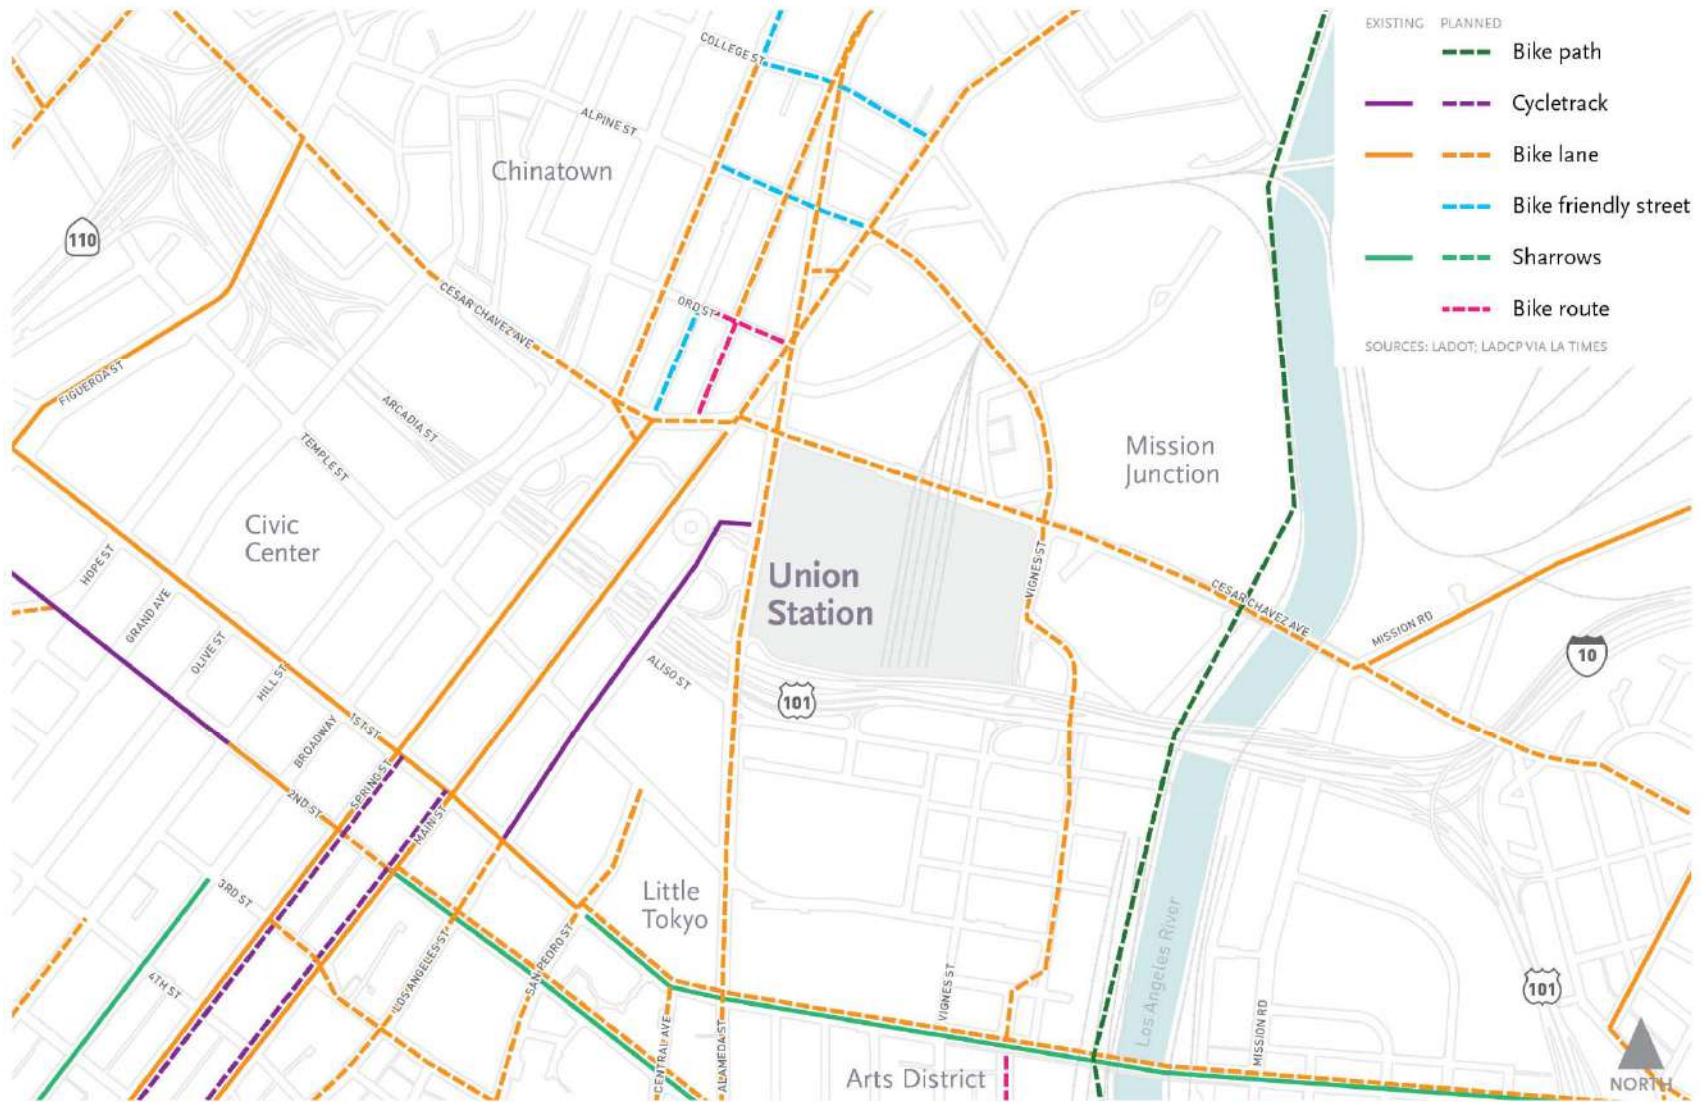 EXISTING PLANNED
Bike path
Cycletrack
Bike lane
Bike friendly street
Sharrows
Bike route
SOURCES: LADOT; LADCP VIA LA TIMES
COLLEGE ST
ALPINE ST
Chinatown
110
ORD ST
CESAR CHAVEZ AVE
FIGUEROA ST
ARCADIA ST
TEMPLE ST
Mission
Junction
Civic
Center
HOPE ST
GRAND AVE
OLIVE ST
HILL ST
BROADWAY
1ST ST
SPRING ST
2ND ST
MAIN ST
3RD ST
4TH ST
Union
Station
VIGNES ST
CESAR CHAVEZ AVE
MISSION RD
10
ALISO ST
101
Little
Tokyo
LOS ANGELES ST
SAN PEDRO ST
CENTRAL AVE
ALAMEDA ST
VIGNES ST
Los Angeles River
MISSION RD
101
Arts District
NORTH